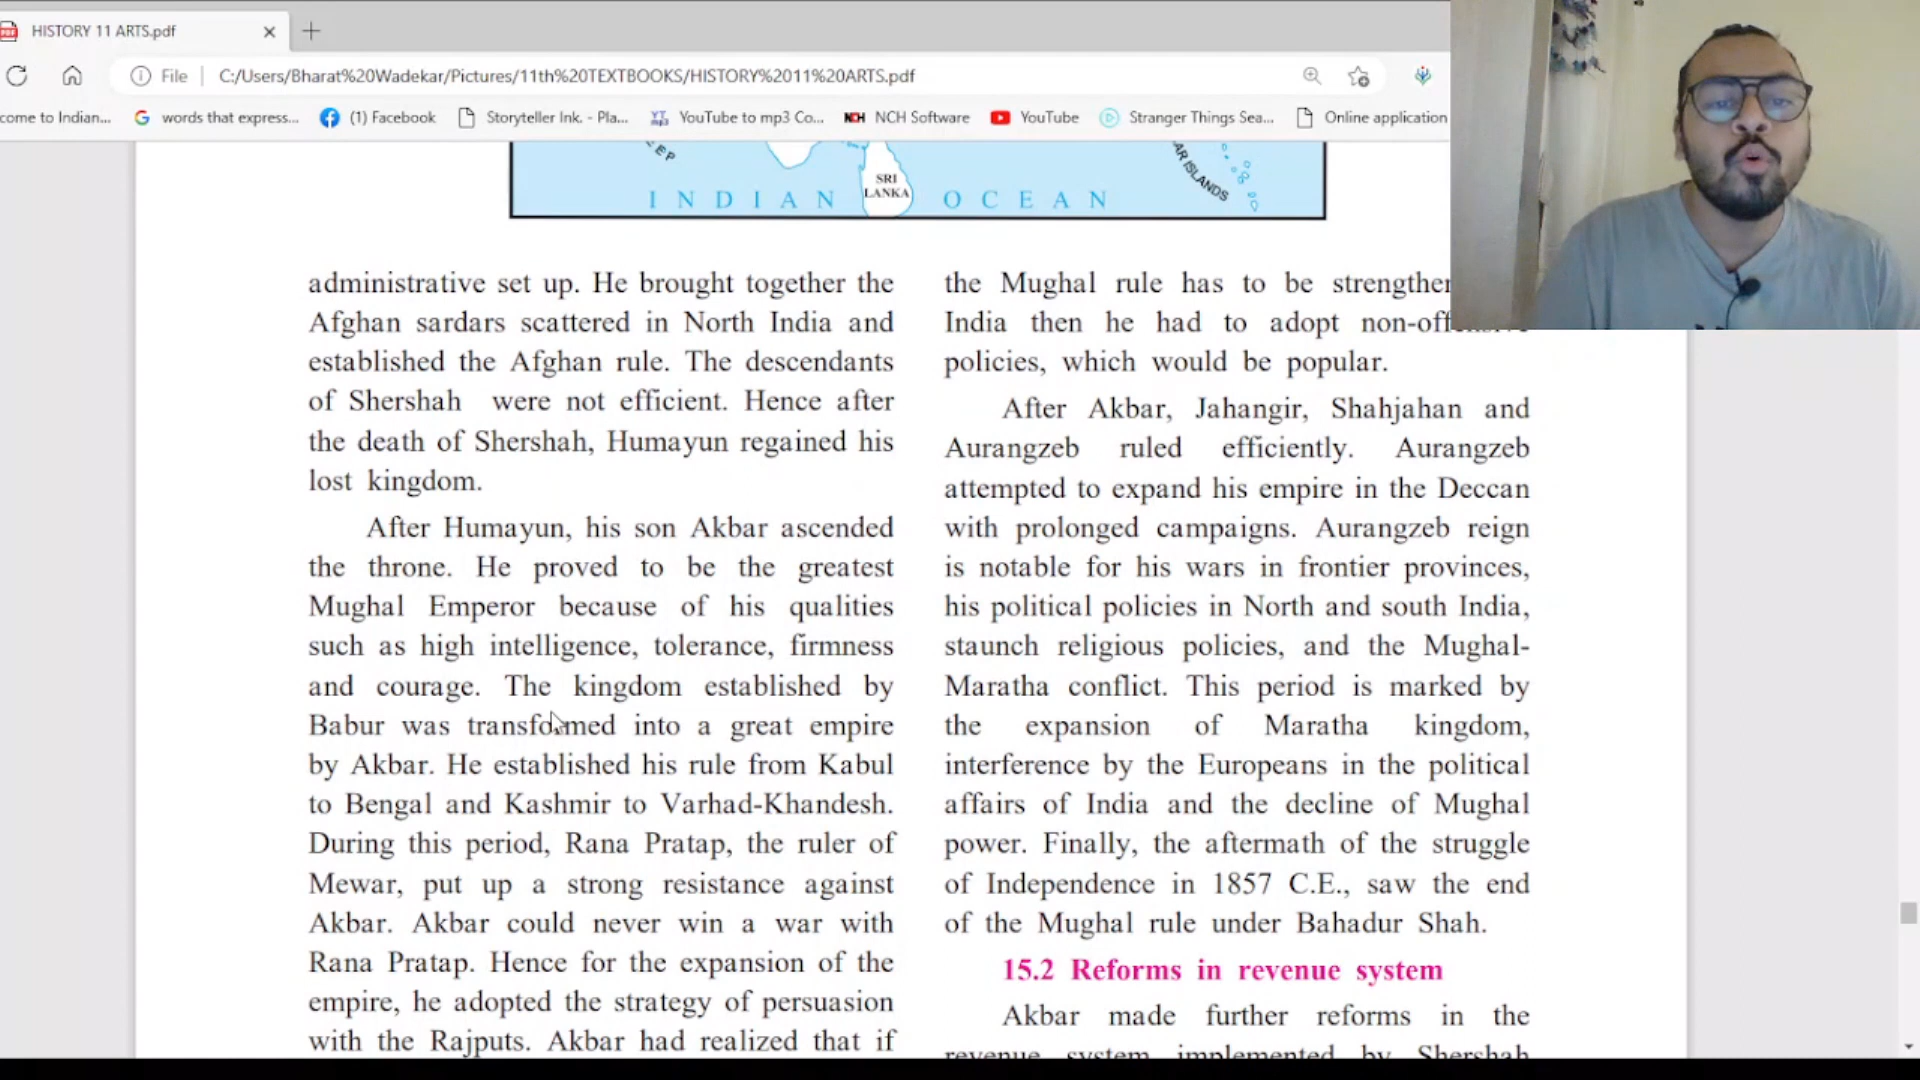 HISTORY 11 ARTS.pdf
File
C:/Users/Bharat%20Wadekar/Pictures/11th%20TEXTBOOKS/HISTORY%2011%20ARTS.pdf
come to Indian...
words that express...
(1) Facebook
Storyteller Ink. - Pla...
YouTube to mp3 Co...
NCH Software
YouTube
Stranger Things Sea...
Online application
EEP
SRI
LANKA
AR ISLANDS
INDIAN OCEAN
administrative set up. He brought together the
Afghan sardars scattered in North India and
established the Afghan rule. The descendants
of Shershah were not efficient. Hence after
the death of Shershah, Humayun regained his
lost kingdom.
After Humayun, his son Akbar ascended
the throne. He proved to be the greatest
Mughal Emperor because of his qualities
such as high intelligence, tolerance, firmness
and courage. The kingdom established by
Babur was transformed into a great empire
by Akbar. He established his rule from Kabul
to Bengal and Kashmir to Varhad-Khandesh.
During this period, Rana Pratap, the ruler of
Mewar, put up a strong resistance against
Akbar. Akbar could never win a war with
Rana Pratap. Hence for the expansion of the
empire, he adopted the strategy of persuasion
with the Rajputs. Akbar had realized that if
the Mughal rule has to be strengthen
India then he had to adopt non-offensive
policies, which would be popular.
After Akbar, Jahangir, Shahjahan and
Aurangzeb ruled efficiently. Aurangzeb
attempted to expand his empire in the Deccan
with prolonged campaigns. Aurangzeb reign
is notable for his wars in frontier provinces,
his political policies in North and south India,
staunch religious policies, and the Mughal-
Maratha conflict. This period is marked by
the expansion of Maratha kingdom,
interference by the Europeans in the political
affairs of India and the decline of Mughal
power. Finally, the aftermath of the struggle
of Independence in 1857 C.E., saw the end
of the Mughal rule under Bahadur Shah.
15.2 Reforms in revenue system
Akbar made further reforms in the
revenue system implemented by Shershah